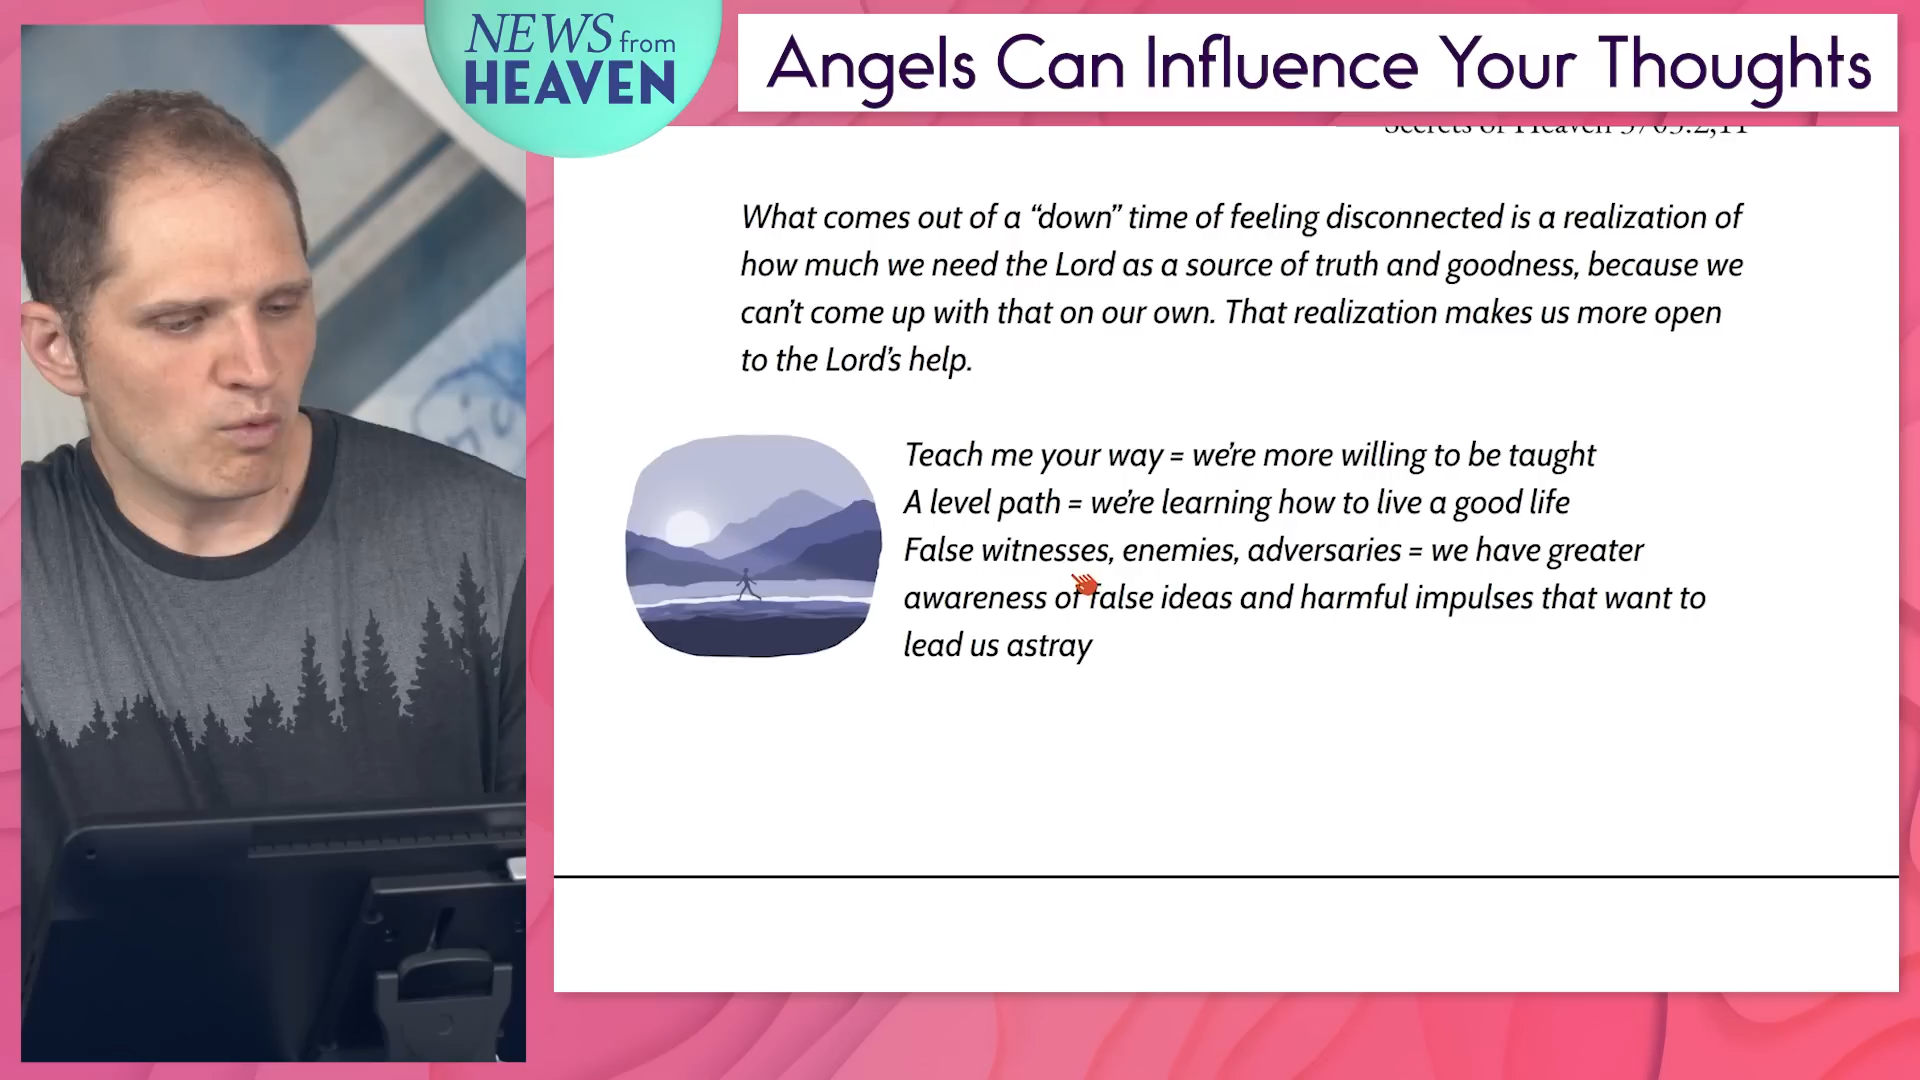 NEWS from
HEAVEN
Angels Can Influence Your Thoughts
Secrets of Heaven
What comes out of a “down” time of feeling disconnected is a realization of
how much we need the Lord as a source of truth and goodness, because we
can’t come up with that on our own. That realization makes us more open
to the Lord’s help.
Teach me your way = we’re more willing to be taught
A level path = we’re learning how to live a good life
False witnesses, enemies, adversaries = we have greater
awareness of false ideas and harmful impulses that want to
lead us astray